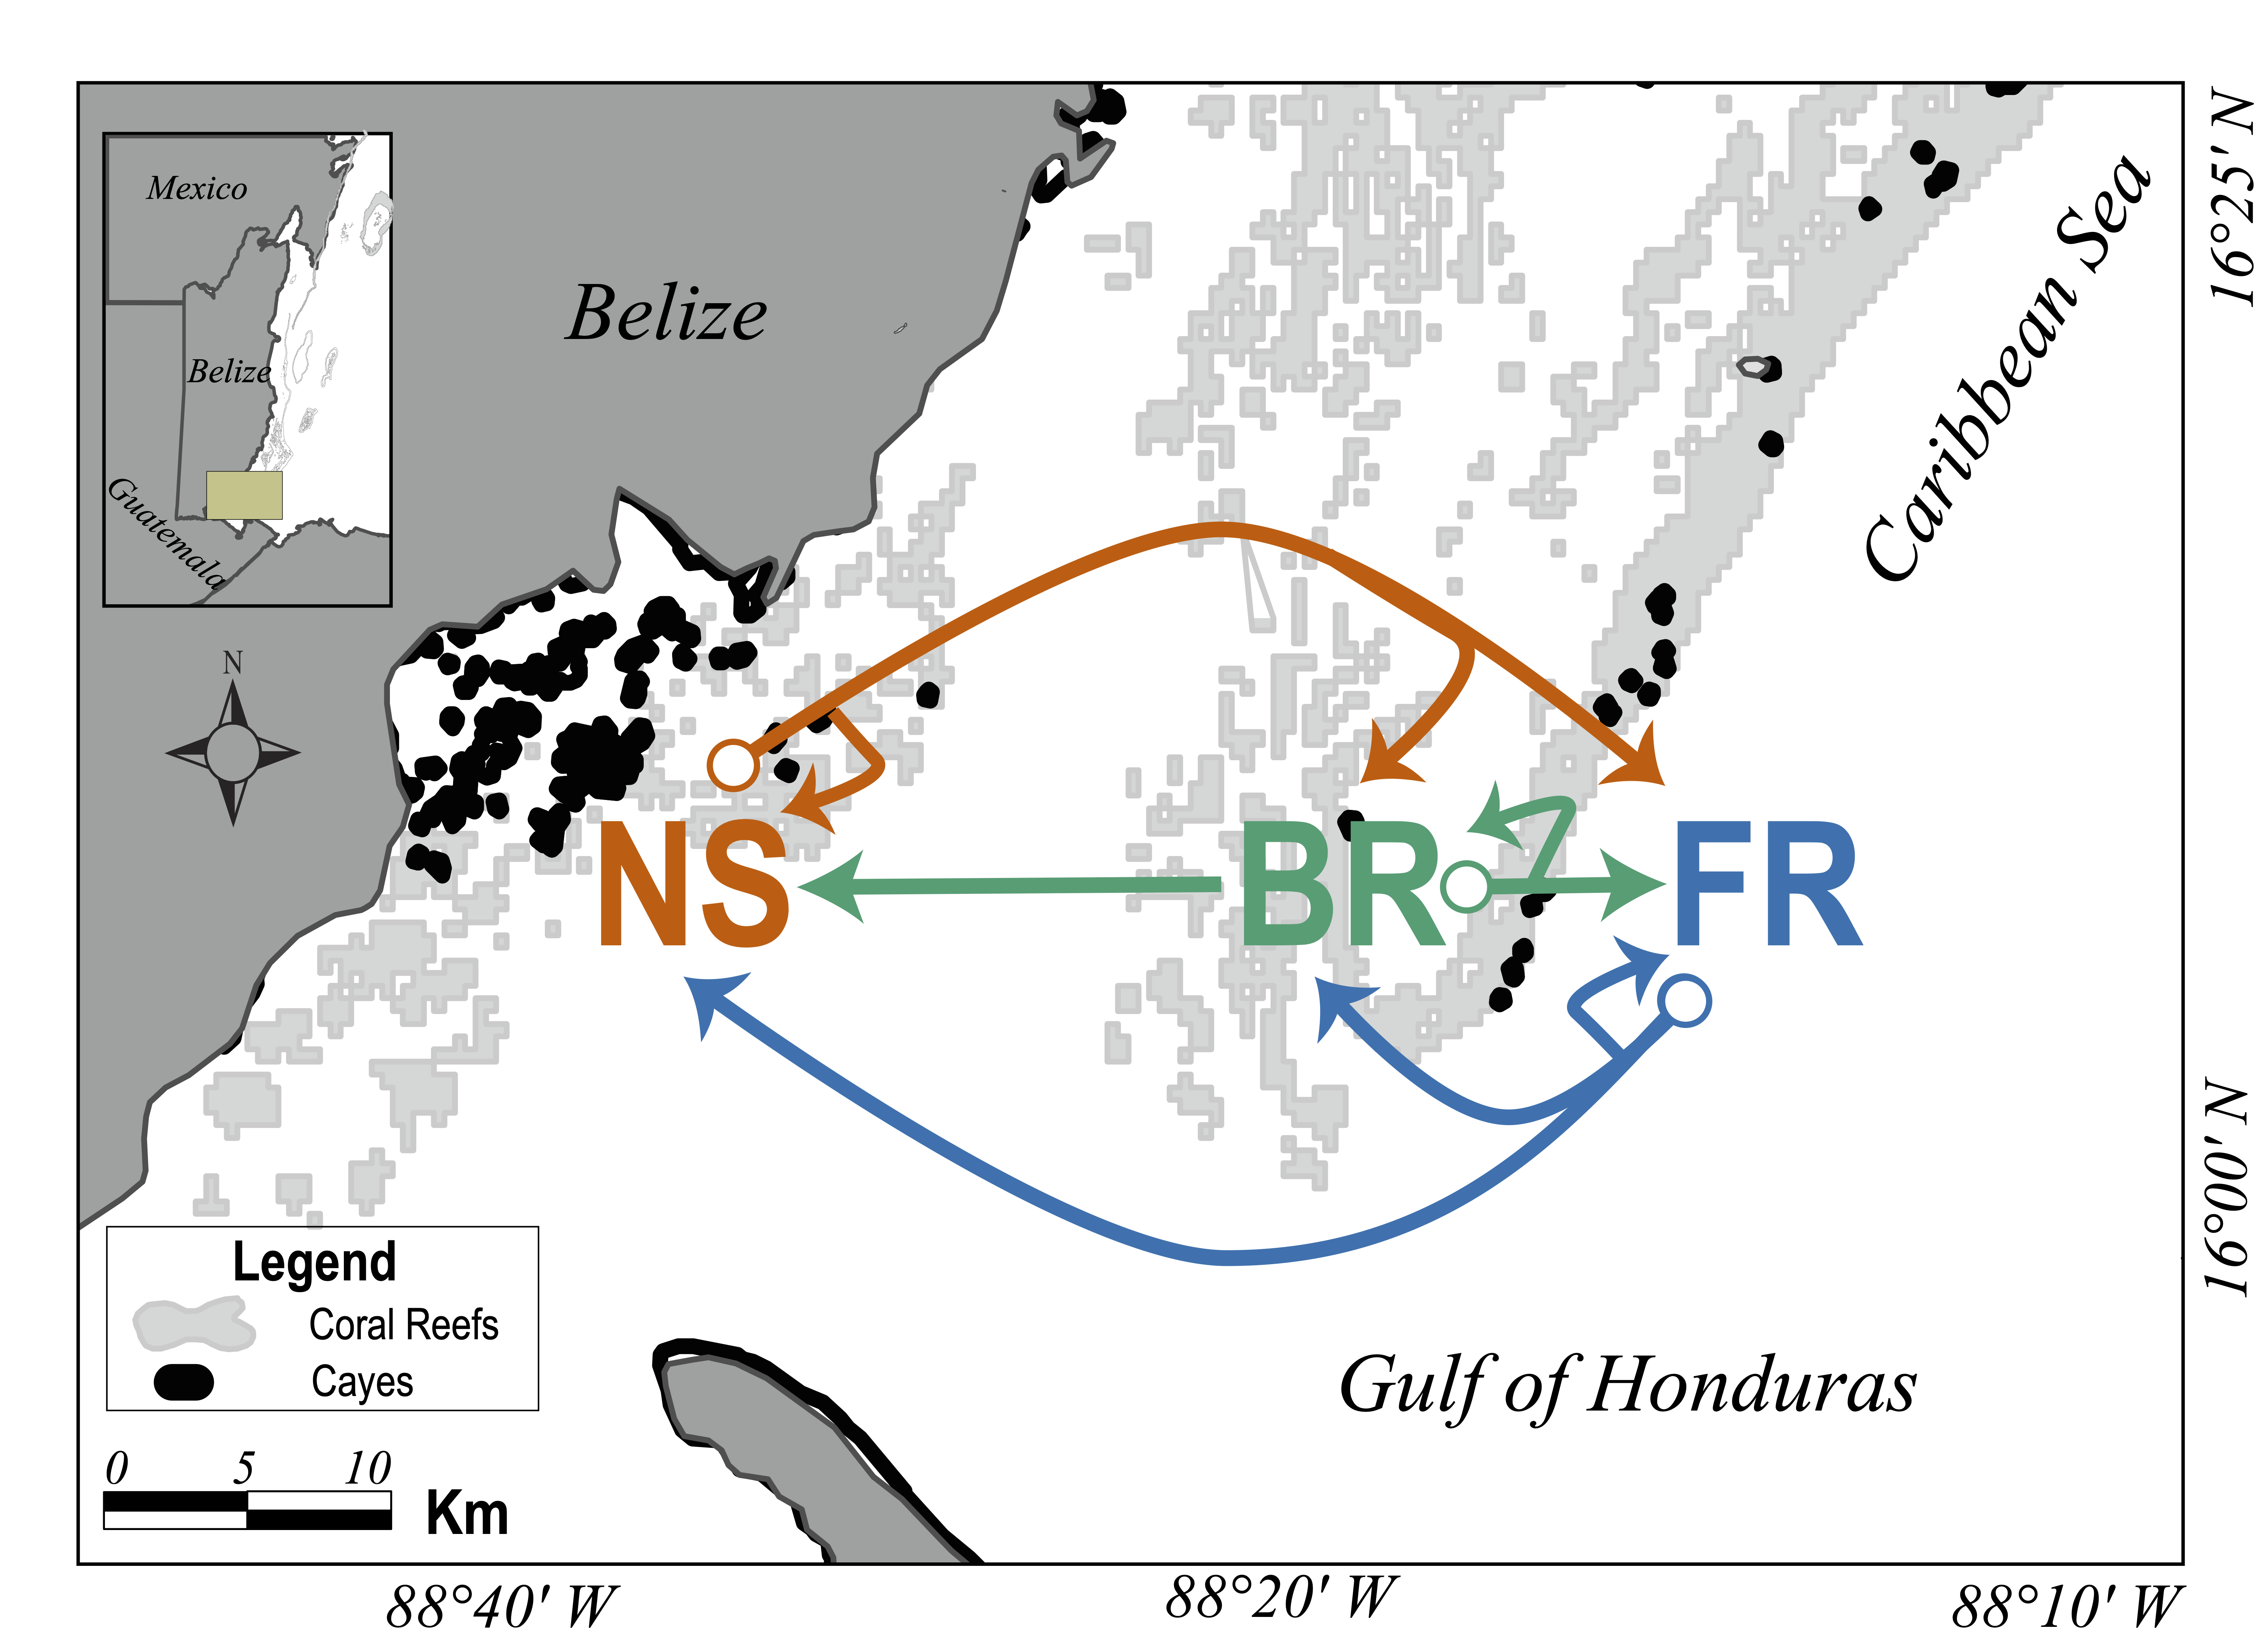 16°25' N
Mexico
Belize
Guatemala
Belize
Caribbean Sea
N
NS
BR
FR
16°00' N
Legend
Coral Reefs
Cayes
Gulf of Honduras
0 5 10
Km
88°40' W
88°20' W
88°10' W